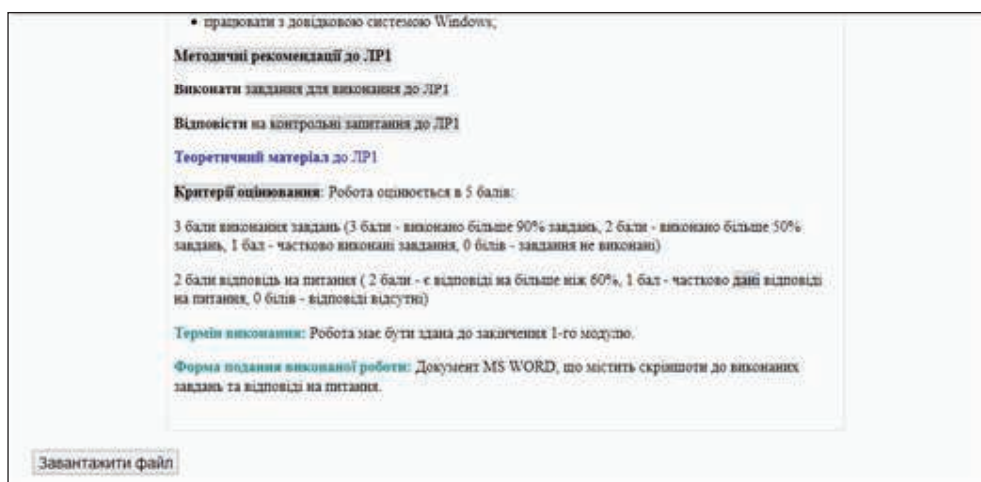 • працювати з довідковою системою Windows;
Методичні рекомендації до ЛР1
Виконати завдання для виконання до ЛР1
Відповісти на контрольні запитання до ЛР1
Теоретичний матеріал до ЛР1
Критерії оцінювання: Робота оцінюється в 5 балів:
3 бали виконання завдань (3 бали - виконано більше 90% завдань, 2 бали - виконано більше 50%
завдань, 1 бал - частково виконані завдання, 0 білів - завдання не виконані)
2 бали відповідь на питання ( 2 бали - є відповіді на більше ніж 60%, 1 бал - частково дані відповіді
на питання, 0 білів - відповіді відсутні)
Термін виконання: Робота має бути здана до закінчення 1-го модулю.
Форма подання виконаної роботи: Документ MS WORD, що містить скріншоти до виконаних
завдань та відповіді на питання.
Завантажити файл